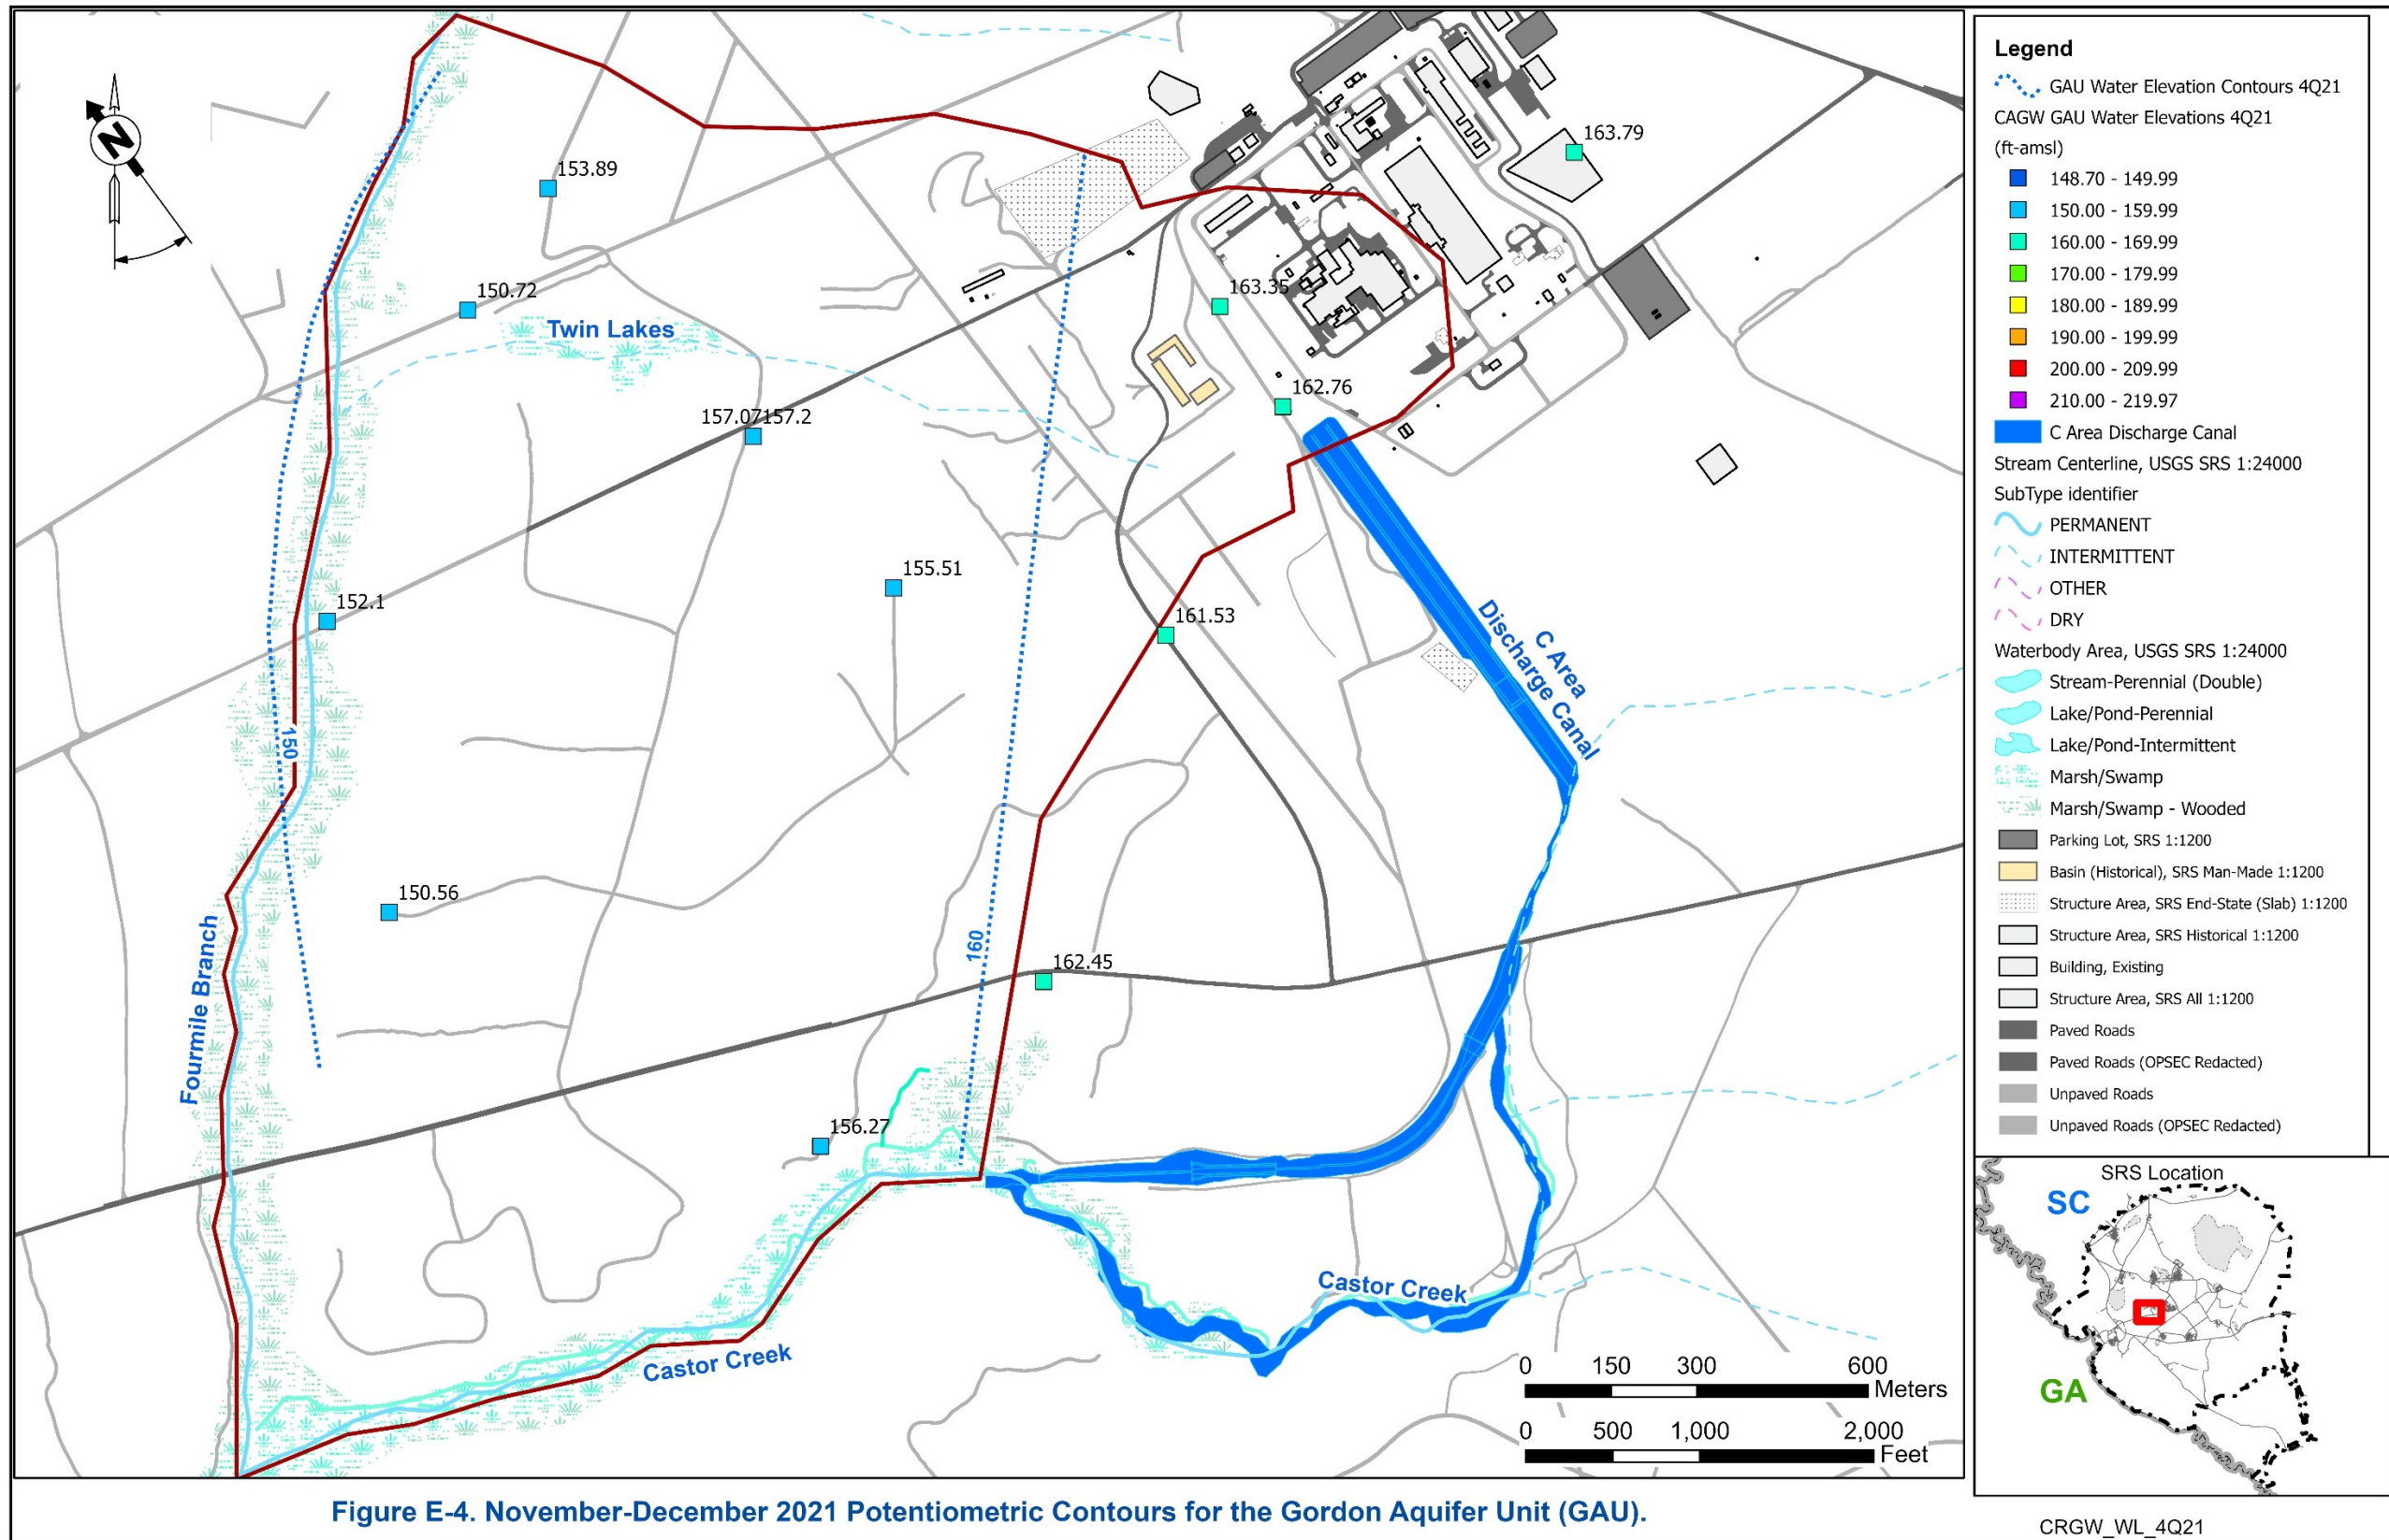 N
153.89
163.79
150.72
Twin Lakes
163.35
162.76
157.07157.2
155.51
C Area
Discharge Canal
161.53
152.1
150
150.56
160
162.45
Fourmile Branch
156.27
Castor Creek
Castor Creek
0 150 300 600
Meters
0 500 1,000 2,000
Feet
Figure E-4. November-December 2021 Potentiometric Contours for the Gordon Aquifer Unit (GAU).
Legend
GAU Water Elevation Contours 4Q21
CAGW GAU Water Elevations 4Q21
(ft-amsl)
148.70 - 149.99
150.00 - 159.99
160.00 - 169.99
170.00 - 179.99
180.00 - 189.99
190.00 - 199.99
200.00 - 209.99
210.00 - 219.97
C Area Discharge Canal
Stream Centerline, USGS SRS 1:24000
SubType identifier
PERMANENT
INTERMITTENT
OTHER
DRY
Waterbody Area, USGS SRS 1:24000
Stream-Perennial (Double)
Lake/Pond-Perennial
Lake/Pond-Intermittent
Marsh/Swamp
Marsh/Swamp - Wooded
Parking Lot, SRS 1:1200
Basin (Historical), SRS Man-Made 1:1200
Structure Area, SRS End-State (Slab) 1:1200
Structure Area, SRS Historical 1:1200
Building, Existing
Structure Area, SRS All 1:1200
Paved Roads
Paved Roads (OPSEC Redacted)
Unpaved Roads
Unpaved Roads (OPSEC Redacted)
SRS Location
SC
GA
CRGW_WL_4Q21